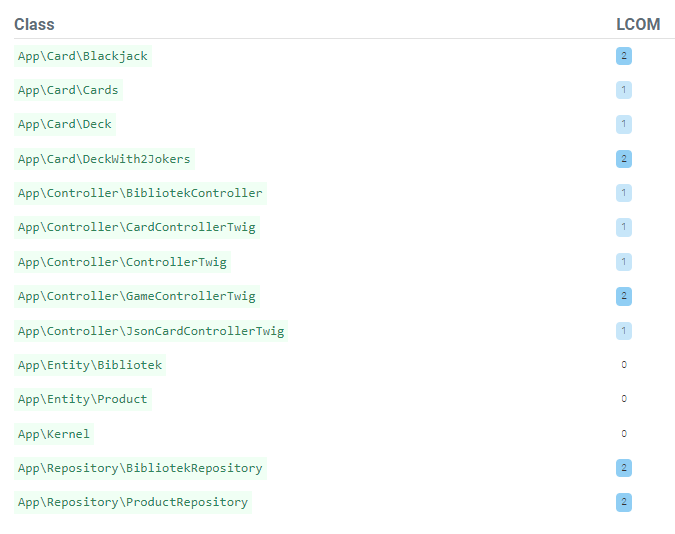 Class LCOM
App\Card\Blackjack 2
App\Card\Cards 1
App\Card\Deck 1
App\Card\DeckWith2Jokers 2
App\Controller\BibliotekController 1
App\Controller\CardControllerTwig 1
App\Controller\ControllerTwig 1
App\Controller\GameControllerTwig 2
App\Controller\JsonCardControllerTwig 1
App\Entity\Bibliotek 0
App\Entity\Product 0
App\Kernel 0
App\Repository\BibliotekRepository 2
App\Repository\ProductRepository 2